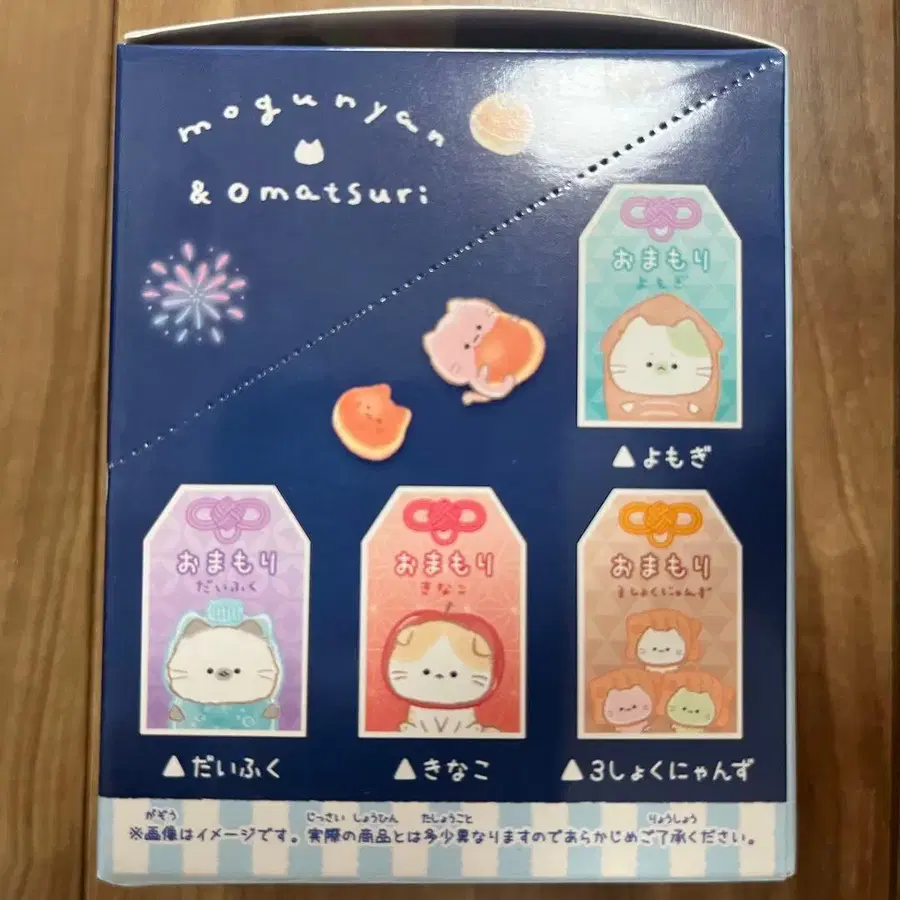 mogunyan
& omatsuri
おまもり
よもぎ
▲よもぎ
おまもり
だいふく
▲だいふく
おまもり
きなこ
▲きなこ
おまもり
3しょくにゃんず
▲3しょくにゃんず
がぞう じっさい しょうひん たしょうこと りょうしょう
※画像はイメージです。実際の商品とは多少異なりますのであらかじめご了承ください。